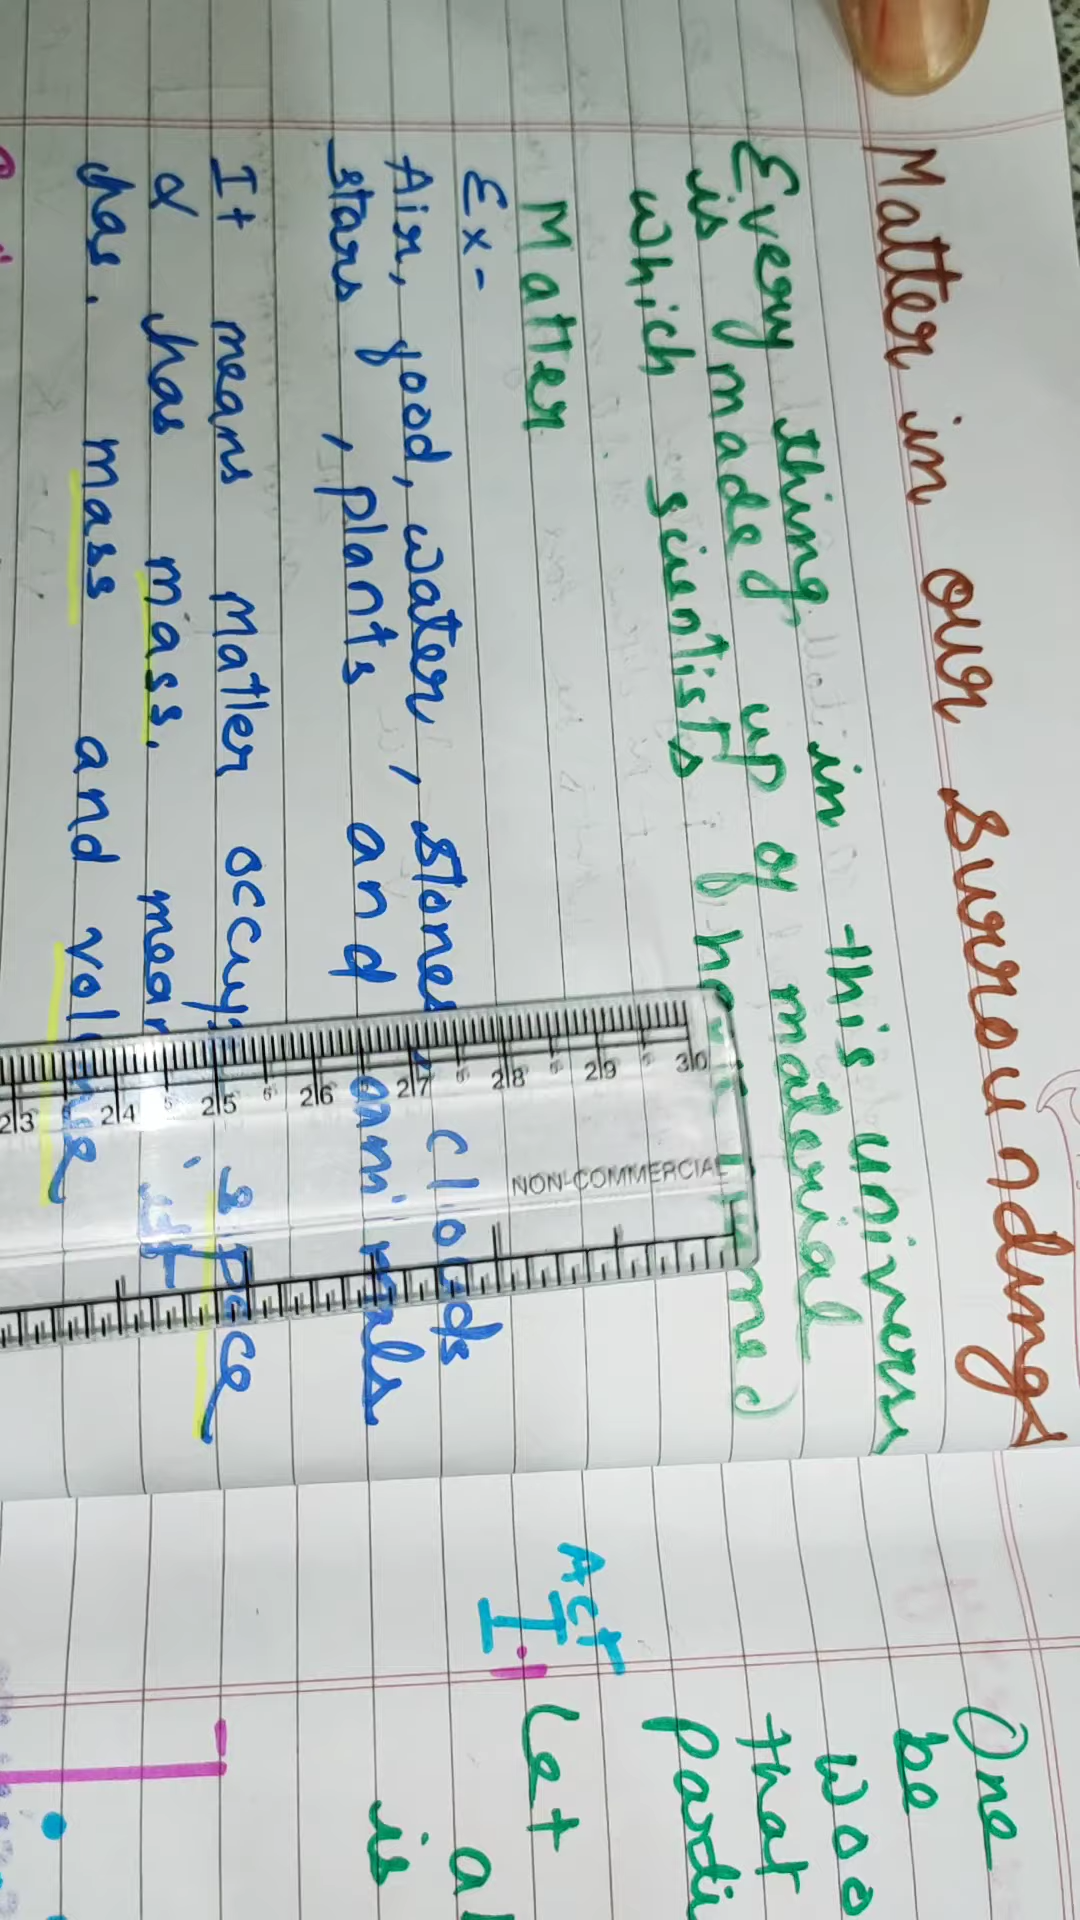 Matter in our Surroundings
Every thing in this universe
is made up of material
which scientists have named
Matter
Ex-
Air, food, water, stones, clouds
stars, plants and animals
It means matter occupy space
& has mass. mean, it
has. mass and volume
23 24 25 26 27 28 29 30
NON-COMMERCIAL
One
be
woo
that
parti
Act
I. Let
al
is